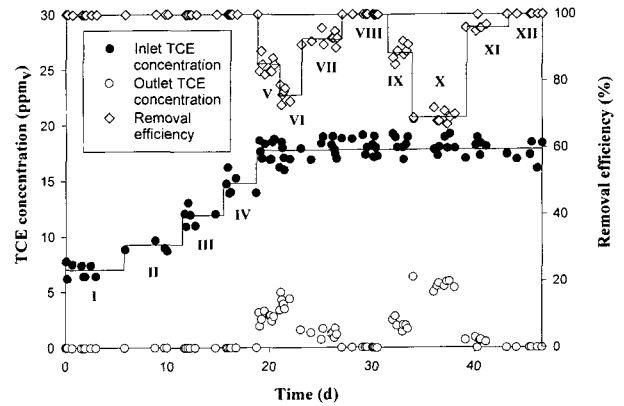 30
25
20
15
10
5
0
TCE concentration (ppmv)
Inlet TCE
concentration
Outlet TCE
concentration
Removal
efficiency
I
II
III
IV
V
VI
VII
VIII
IX
X
XI
XII
100
80
60
40
20
0
Removal efficiency (%)
0
10
20
30
40
Time (d)